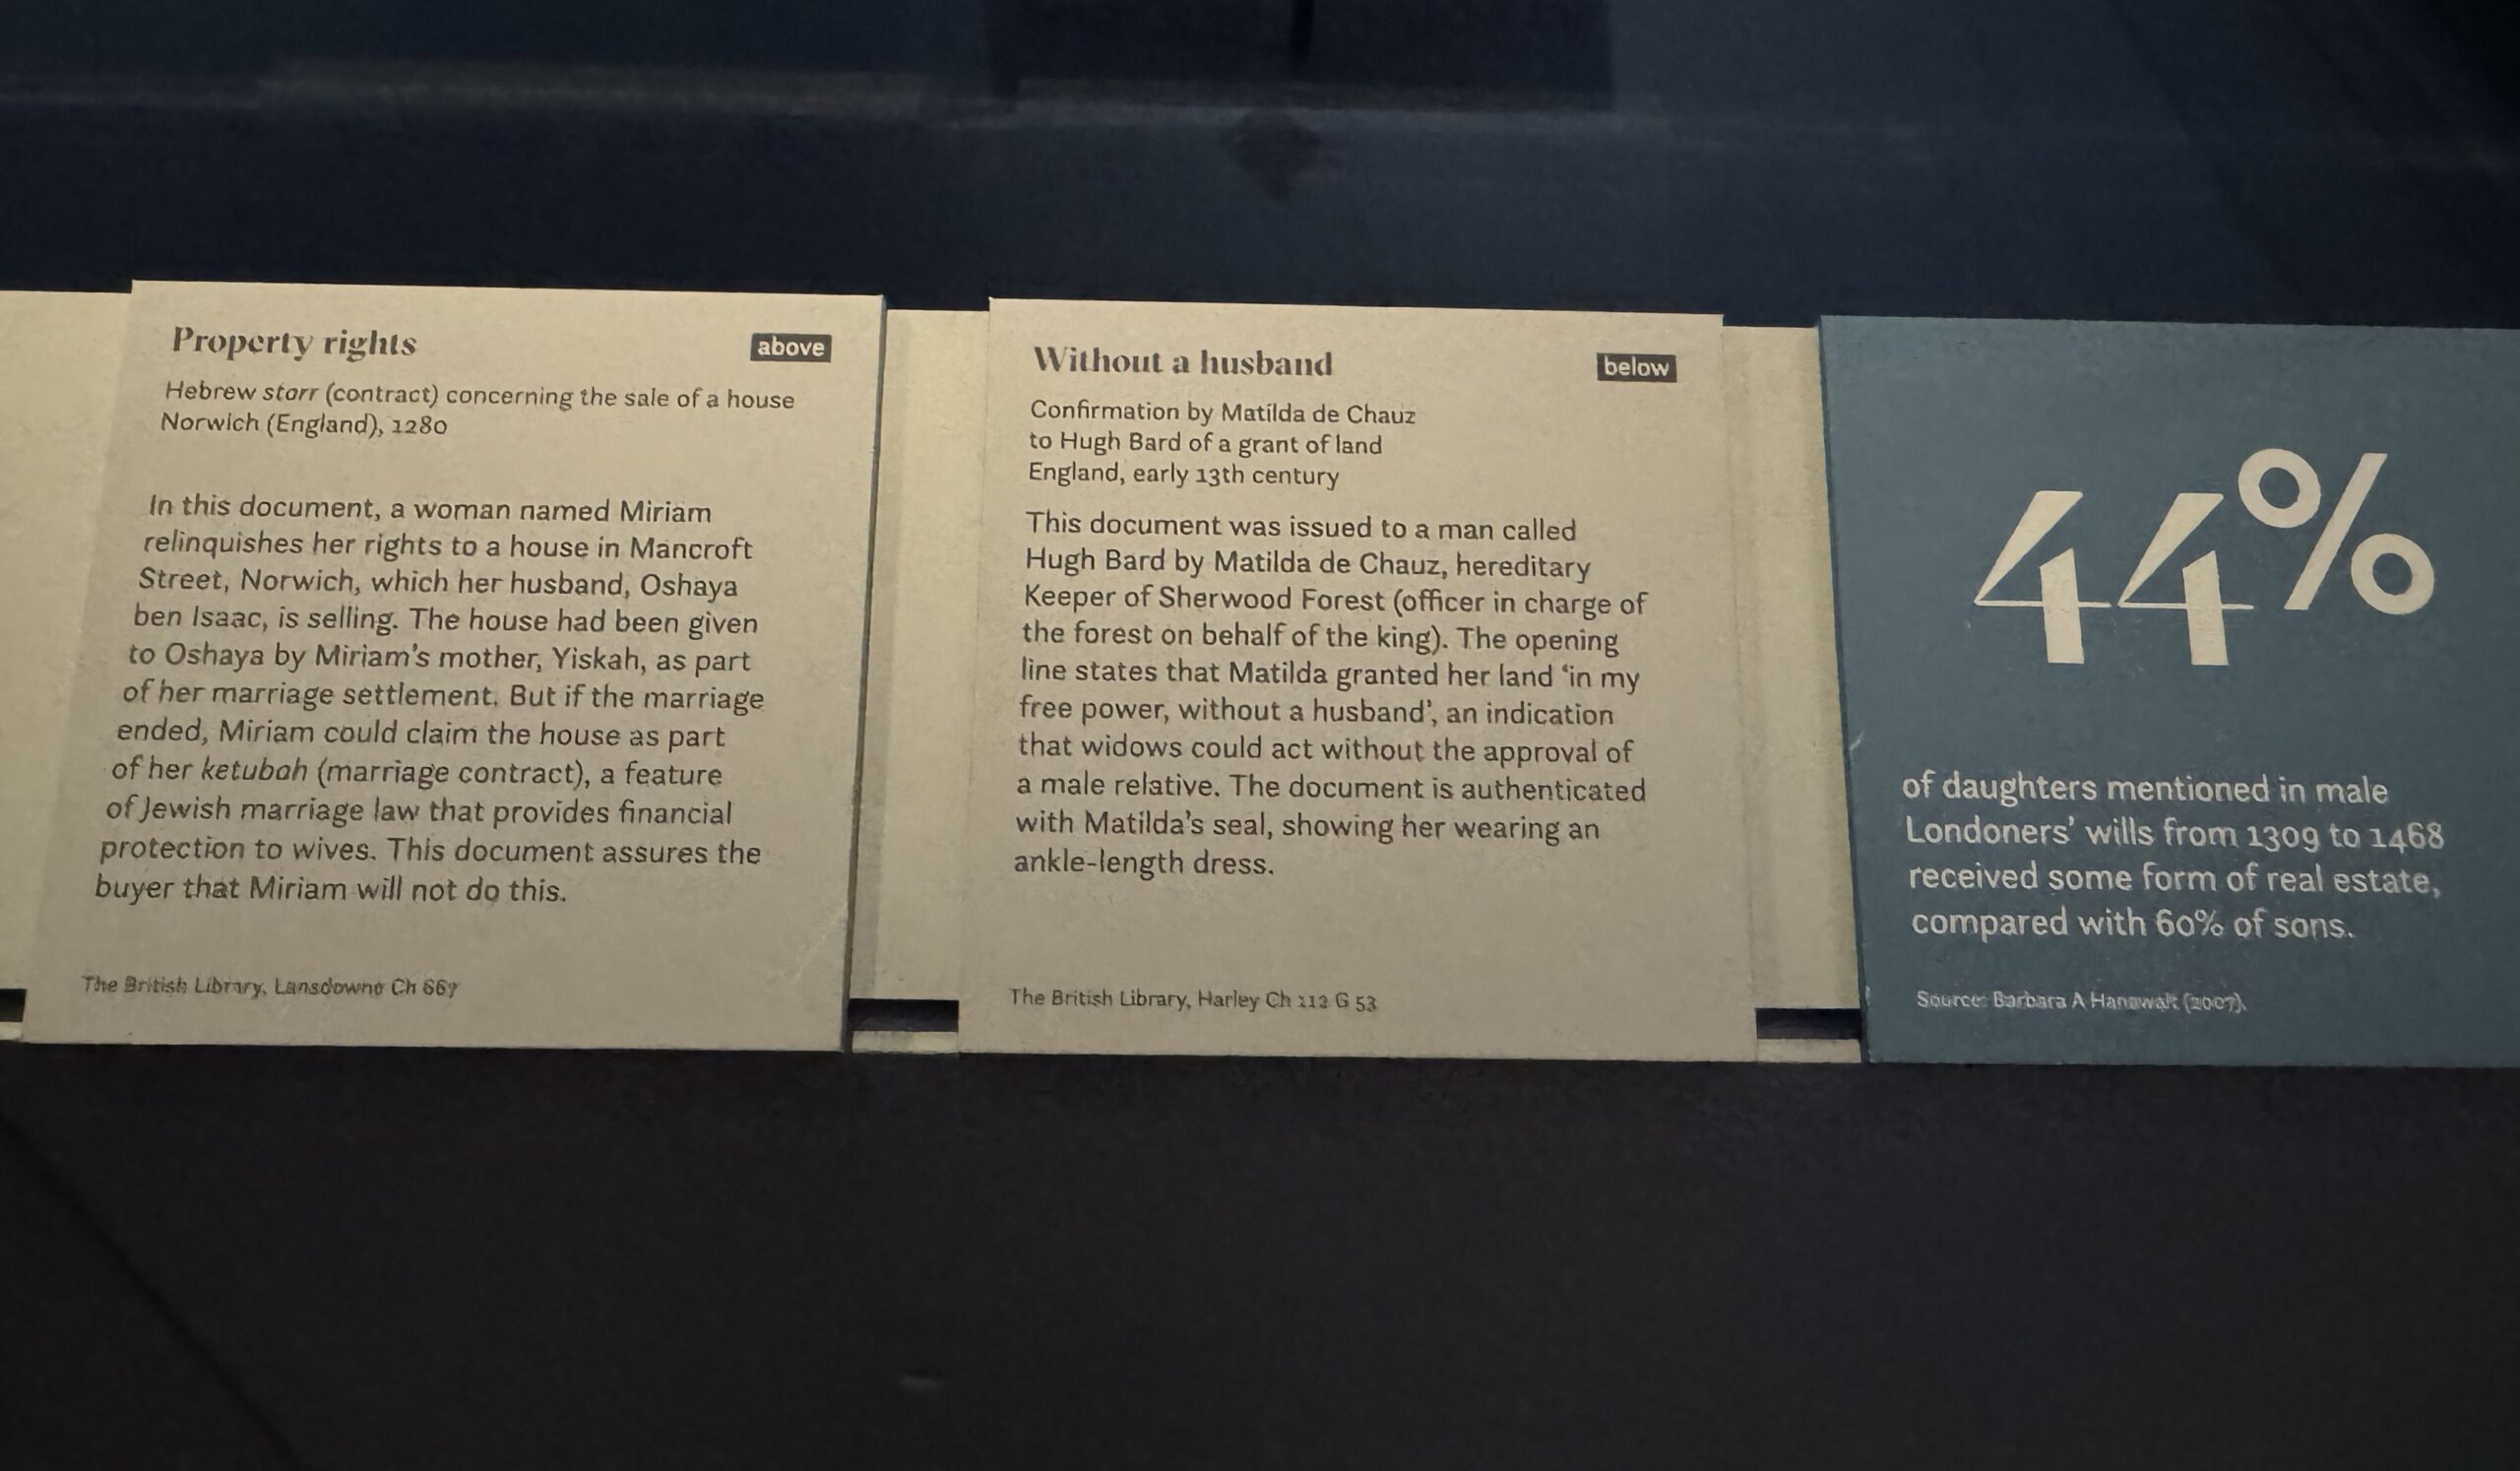 Property rights
above
Hebrew starr (contract) concerning the sale of a house
Norwich (England), 1280
In this document, a woman named Miriam
relinquishes her rights to a house in Mancroft
Street, Norwich, which her husband, Oshaya
ben Isaac, is selling. The house had been given
to Oshaya by Miriam's mother, Yiskah, as part
of her marriage settlement. But if the marriage
ended, Miriam could claim the house as part
of her ketubah (marriage contract), a feature
of Jewish marriage law that provides financial
protection to wives. This document assures the
buyer that Miriam will not do this.
The British Library, Lansdowne Ch 667
Without a husband
below
Confirmation by Matilda de Chauz
to Hugh Bard of a grant of land
England, early 13th century
This document was issued to a man called
Hugh Bard by Matilda de Chauz, hereditary
Keeper of Sherwood Forest (officer in charge of
the forest on behalf of the king). The opening
line states that Matilda granted her land ‘in my
free power, without a husband’, an indication
that widows could act without the approval of
a male relative. The document is authenticated
with Matilda's seal, showing her wearing an
ankle-length dress.
The British Library, Harley Ch 112 G 53
44%
of daughters mentioned in male
Londoners’ wills from 1309 to 1468
received some form of real estate,
compared with 60% of sons.
Source: Barbara A Hanawalt (2007).